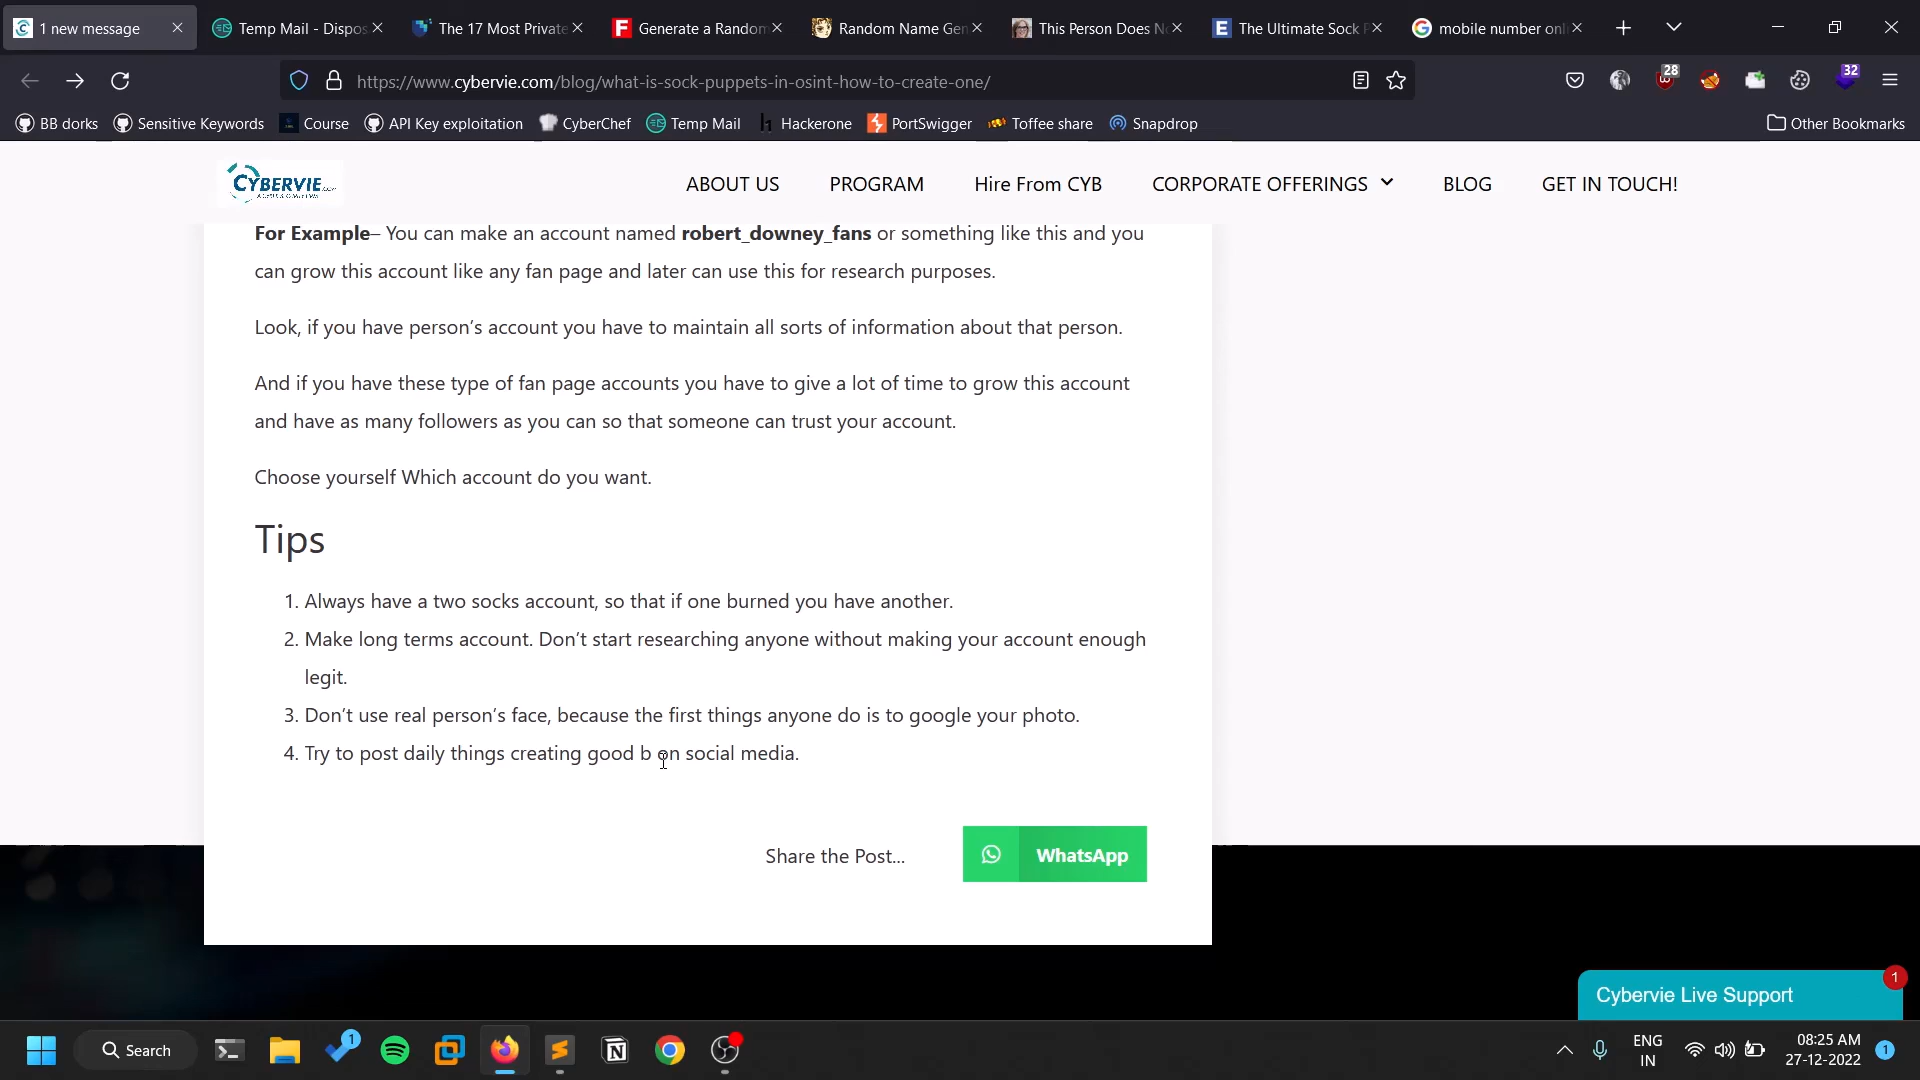 1 new message
Temp Mail - Dispos
The 17 Most Private
Generate a Random
Random Name Gen
This Person Does No
The Ultimate Sock P
mobile number onl
https://www.cybervie.com/blog/what-is-sock-puppets-in-osint-how-to-create-one/
28
32
BB dorks
Sensitive Keywords
Course
API Key exploitation
CyberChef
Temp Mail
Hackerone
PortSwigger
Toffee share
Snapdrop
Other Bookmarks
CYBERVIE
ABOUT US
PROGRAM
Hire From CYB
CORPORATE OFFERINGS
BLOG
GET IN TOUCH!
For Example– You can make an account named robert_downey_fans or something like this and you
can grow this account like any fan page and later can use this for research purposes.
Look, if you have person's account you have to maintain all sorts of information about that person.
And if you have these type of fan page accounts you have to give a lot of time to grow this account
and have as many followers as you can so that someone can trust your account.
Choose yourself Which account do you want.
Tips
1. Always have a two socks account, so that if one burned you have another.
2. Make long terms account. Don't start researching anyone without making your account enough
legit.
3. Don't use real person's face, because the first things anyone do is to google your photo.
4. Try to post daily things creating good b on social media.
Share the Post...
WhatsApp
Cybervie Live Support
1
Search
1
ENG
IN
08:25 AM
27-12-2022
1